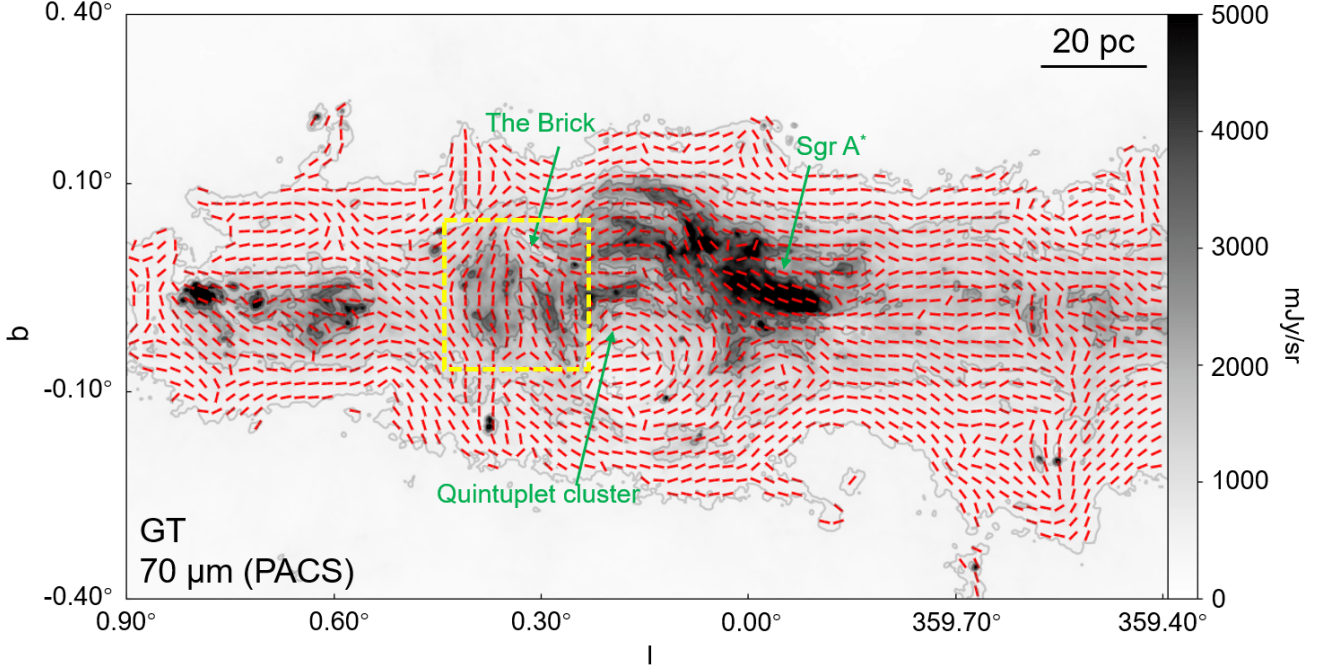 0.40°
5000
20 pc
The Brick
Sgr A*
4000
0.10°
3000
b
mJy/sr
2000
-0.10°
Quintuplet cluster
1000
GT
70 μm (PACS)
-0.40°
0
0.90°
0.60°
0.30°
0.00°
359.70°
359.40°
l